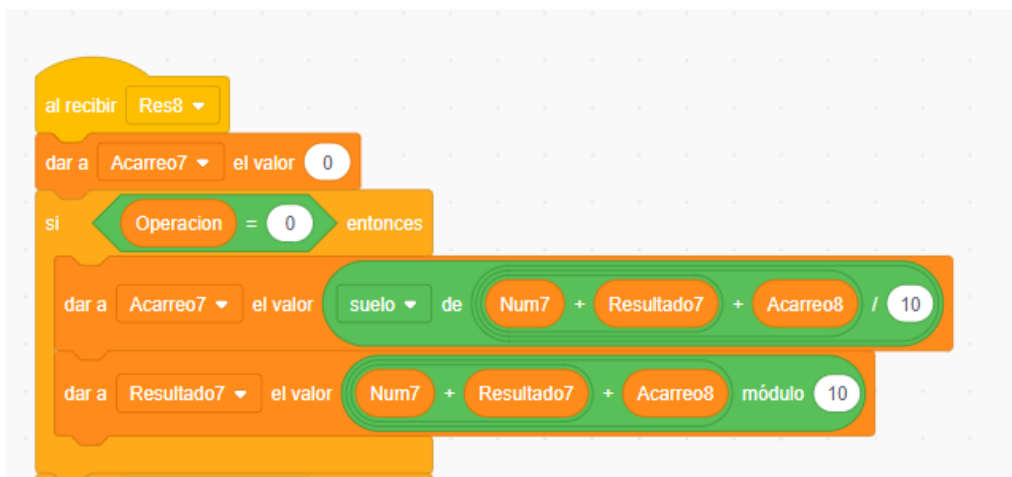 al recibir Res8
dar a Acarreo7 el valor 0
si Operacion = 0 entonces
dar a Acarreo7 el valor suelo de Num7 + Resultado7 + Acarreo8 / 10
dar a Resultado7 el valor Num7 + Resultado7 + Acarreo8 módulo 10